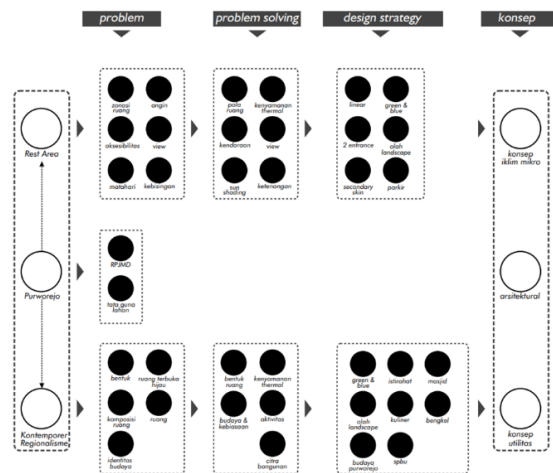 problem
problem solving
design strategy
konsep
zonasi
ruang
angin
aksesibilitas
view
matahari
kebisingan
pola
ruang
kenyamanan
thermal
kendaraan
view
sun
shading
ketenangan
linear
green &
blue
2 entrance
olah
landscape
secondary
skin
parkir
Rest Area
konsep
iklim mikro
Purworejo
RPJMD
tata guna
lahan
arsitektural
bentuk
ruang terbuka
hijau
komposisi
ruang
ruang
identitas
budaya
bentuk
ruang
kenyamanan
thermal
budaya &
kebiasaan
aktivitas
citra
bangunan
green &
blue
istirahat
masjid
olah
landscape
kuliner
bengkel
budaya
purworejo
spbu
Kontemporer
Regionalisme
konsep
utilitas